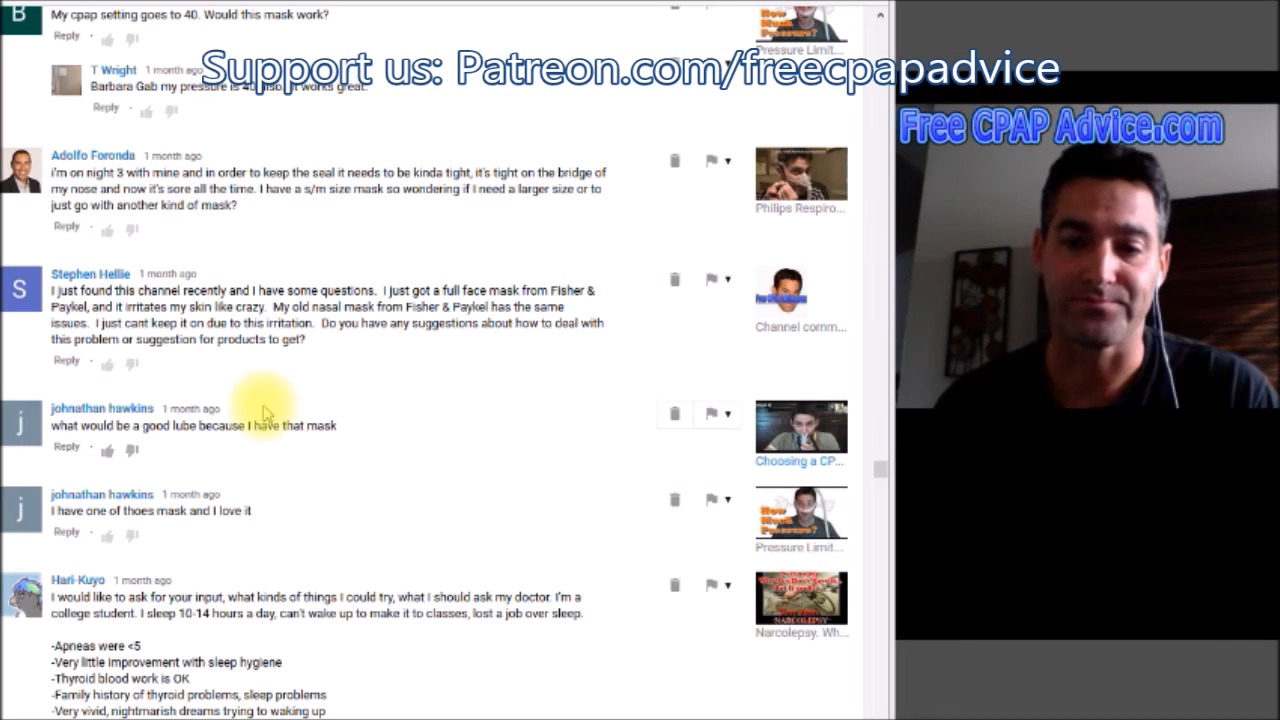 B
My cpap setting goes to 40. Would this mask work?
Reply
Pressure Limit...
Support us: Patreon.com/freecpapadvice
T Wright 1 month ago
Barbara Gab my pressure is 40 also. It works great.
Reply
Free CPAP Advice.com
Adolfo Foronda 1 month ago
i'm on night 3 with mine and in order to keep the seal it needs to be kinda tight, it's tight on the bridge of
my nose and now it's sore all the time. I have a s/m size mask so wondering if I need a larger size or to
just go with another kind of mask?
Philips Respiro...
Reply
S
Stephen Hellie 1 month ago
I just found this channel recently and I have some questions. I just got a full face mask from Fisher &
Paykel, and it irritates my skin like crazy. My old nasal mask from Fisher & Paykel has the same
issues. I just cant keep it on due to this irritation. Do you have any suggestions about how to deal with
this problem or suggestion for products to get?
Channel comm...
Reply
j
johnathan hawkins 1 month ago
what would be a good lube because I have that mask
Reply
Choosing a CP...
j
johnathan hawkins 1 month ago
I have one of thoes mask and I love it
Reply
How
Much
Pressure?
Pressure Limit...
Hari-Kuyo 1 month ago
I would like to ask for your input, what kinds of things I could try, what I should ask my doctor. I'm a
college student. I sleep 10-14 hours a day, can't wake up to make it to classes, lost a job over sleep.
NARCOLEPSY
Narcolepsy. Wh...
-Apneas were <5
-Very little improvement with sleep hygiene
-Thyroid blood work is OK
-Family history of thyroid problems, sleep problems
-Very vivid, nightmarish dreams trying to waking up